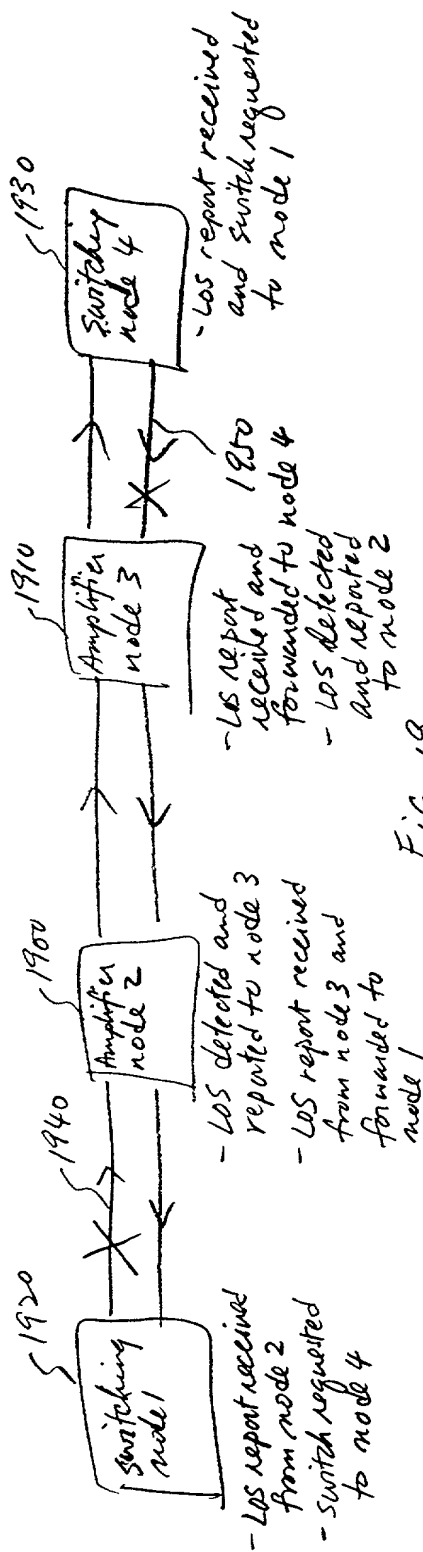 1920
Switching
node 1
- LOS report received
from node 2
- switch requested
to node 4
1940
1900
Amplifier
node 2
- LOS detected and
reported to node 3
- LOS report received
from node 3 and
forwarded to
node 1
1910
Amplifier
node 3
- LOS report
received and
forwarded to node 4
- LOS detected
and reported
to node 2
1950
1930
Switching
node 4
- LOS report received
and switch requested
to node 1
Fig. 19